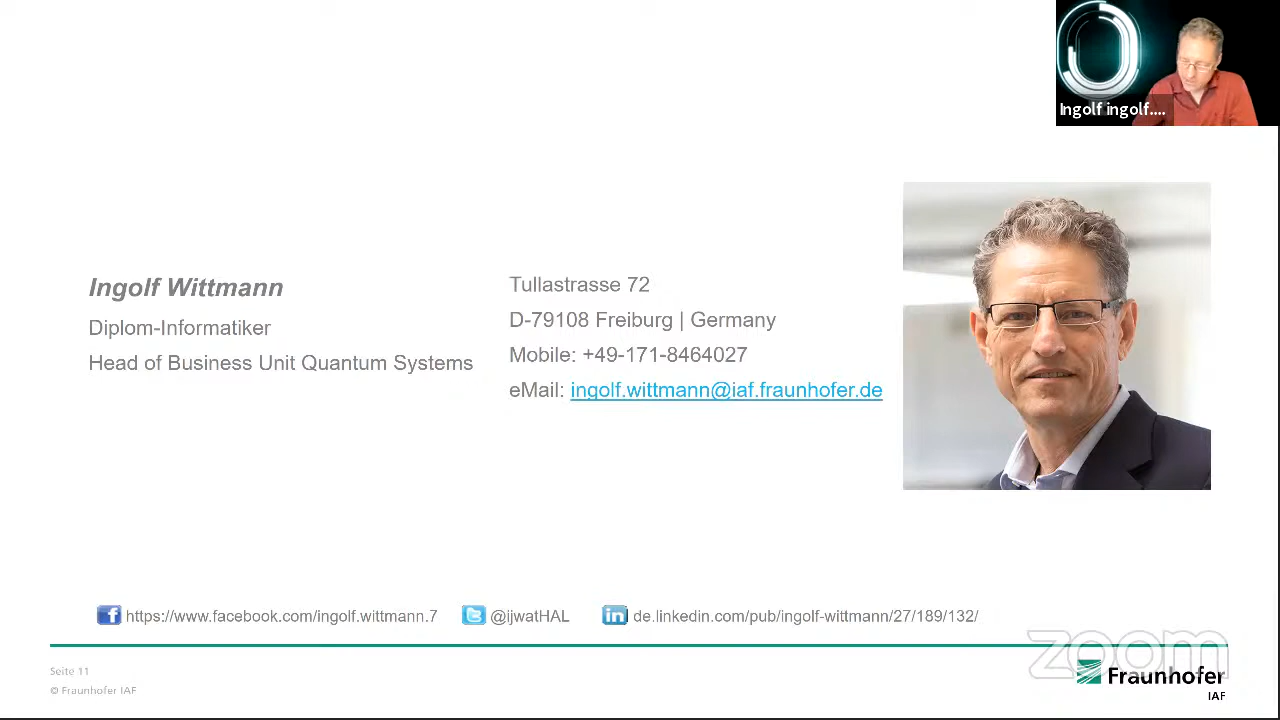 Ingolf ingolf....
Ingolf Wittmann
Diplom-Informatiker
Head of Business Unit Quantum Systems
Tullastrasse 72
D-79108 Freiburg | Germany
Mobile: +49-171-8464027
eMail: ingolf.wittmann@iaf.fraunhofer.de
https://www.facebook.com/ingolf.wittmann.7
@ijwatHAL
de.linkedin.com/pub/ingolf-wittmann/27/189/132/
zoom
Seite 11
© Fraunhofer IAF
Fraunhofer
IAF